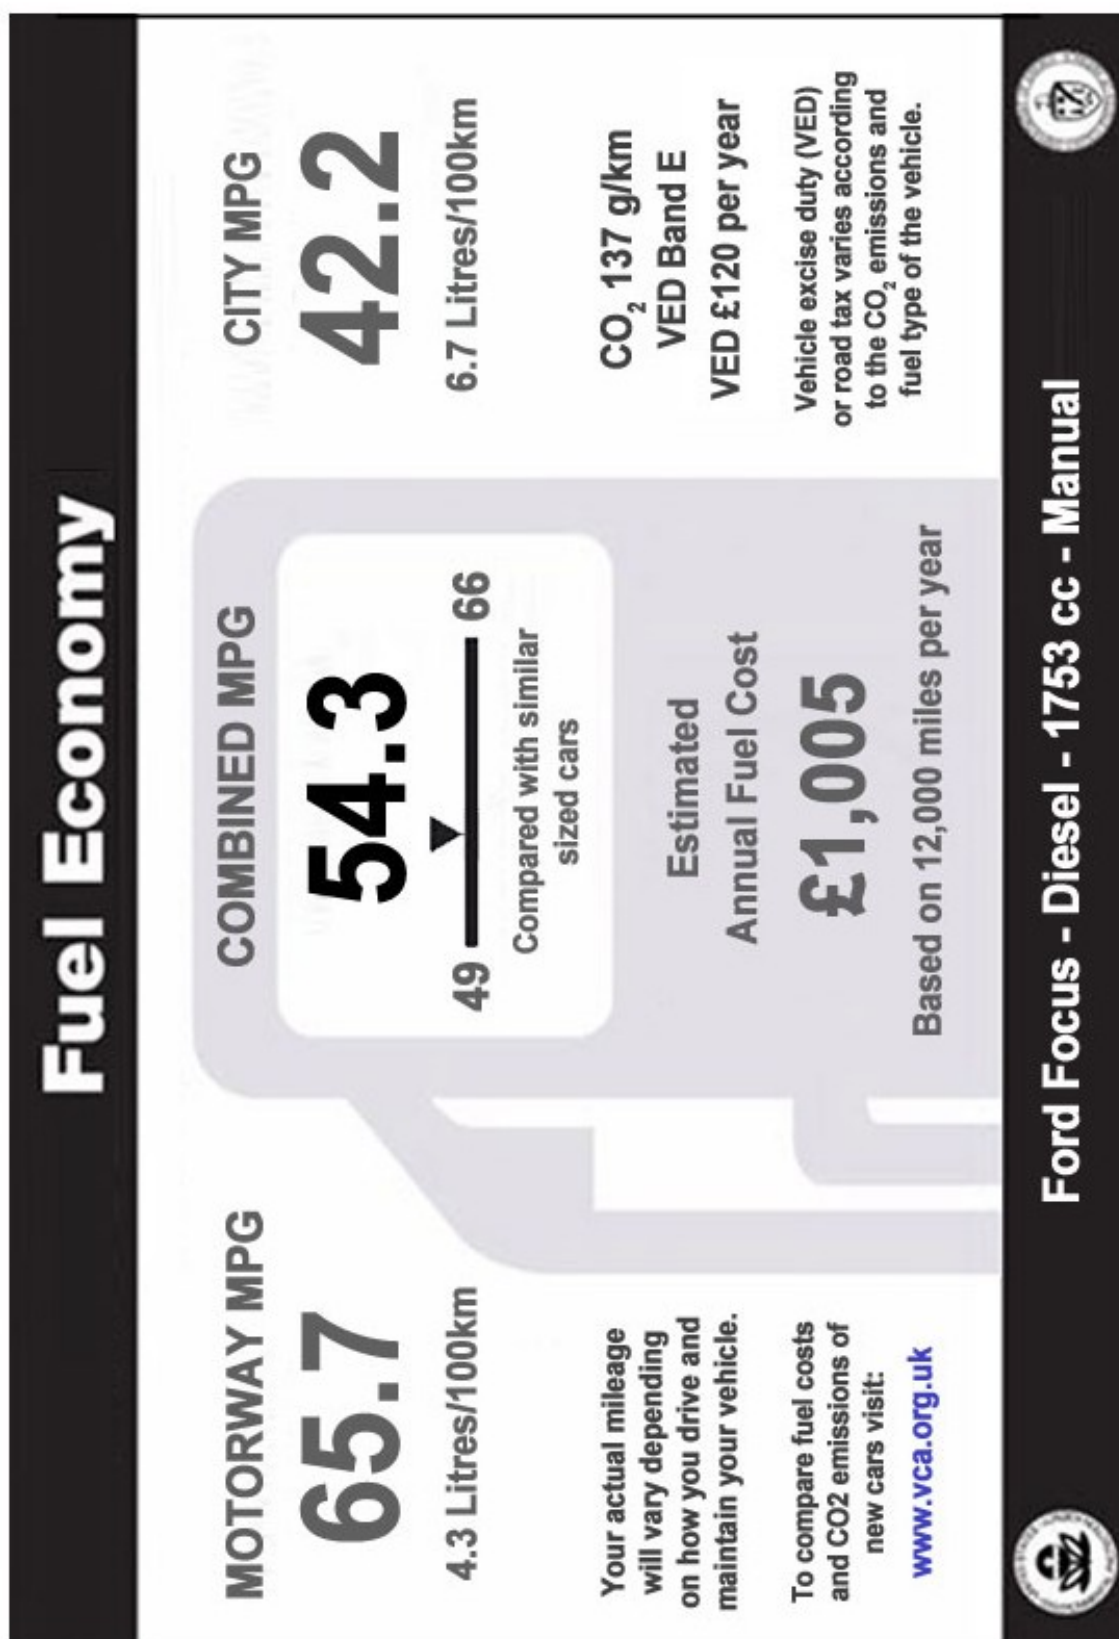 Fuel Economy
MOTORWAY MPG
65.7
4.3 Litres/100km
Your actual mileage
will vary depending
on how you drive and
maintain your vehicle.
To compare fuel costs
and CO2 emissions of
new cars visit:
www.vca.org.uk
COMBINED MPG
54.3
49 66
Compared with similar
sized cars
Estimated
Annual Fuel Cost
£1,005
Based on 12,000 miles per year
CITY MPG
42.2
6.7 Litres/100km
CO₂ 137 g/km
VED Band E
VED £120 per year
Vehicle excise duty (VED)
or road tax varies according
to the CO₂ emissions and
fuel type of the vehicle.
Ford Focus - Diesel - 1753 cc - Manual